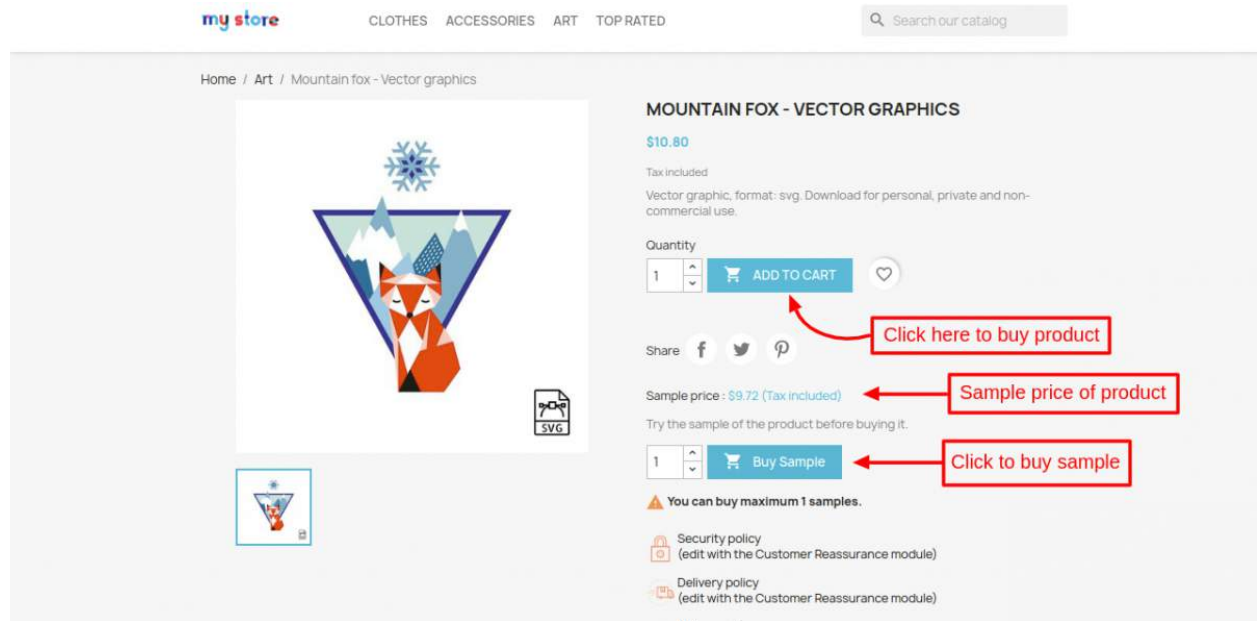 my store
CLOTHES ACCESSORIES ART TOP RATED
Search our catalog
Home / Art / Mountain fox - Vector graphics
MOUNTAIN FOX - VECTOR GRAPHICS
$10.80
Tax included
Vector graphic, format: svg. Download for personal, private and non-
commercial use.
Quantity
1 ADD TO CART
Click here to buy product
Share
Sample price : $9.72 (Tax included)
Sample price of product
Try the sample of the product before buying it.
1 Buy Sample
Click to buy sample
You can buy maximum 1 samples.
Security policy
(edit with the Customer Reassurance module)
Delivery policy
(edit with the Customer Reassurance module)
SVG